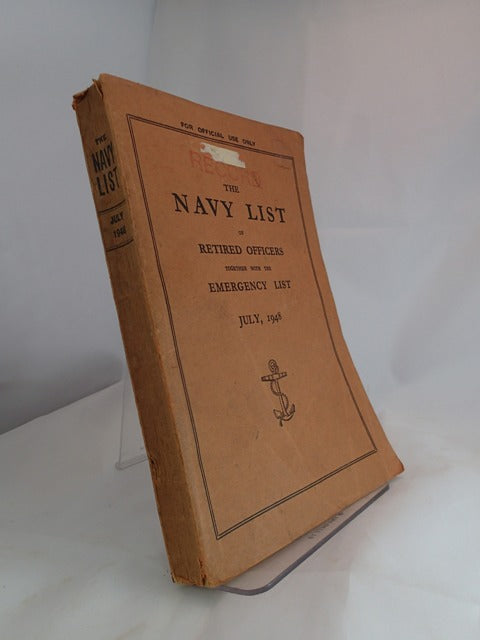 FOR OFFICIAL USE ONLY
RECORD
THE
NAVY LIST
OF
RETIRED OFFICERS
TOGETHER WITH THE
EMERGENCY LIST
JULY, 1948
THE
NAVY
LIST
JULY
1948